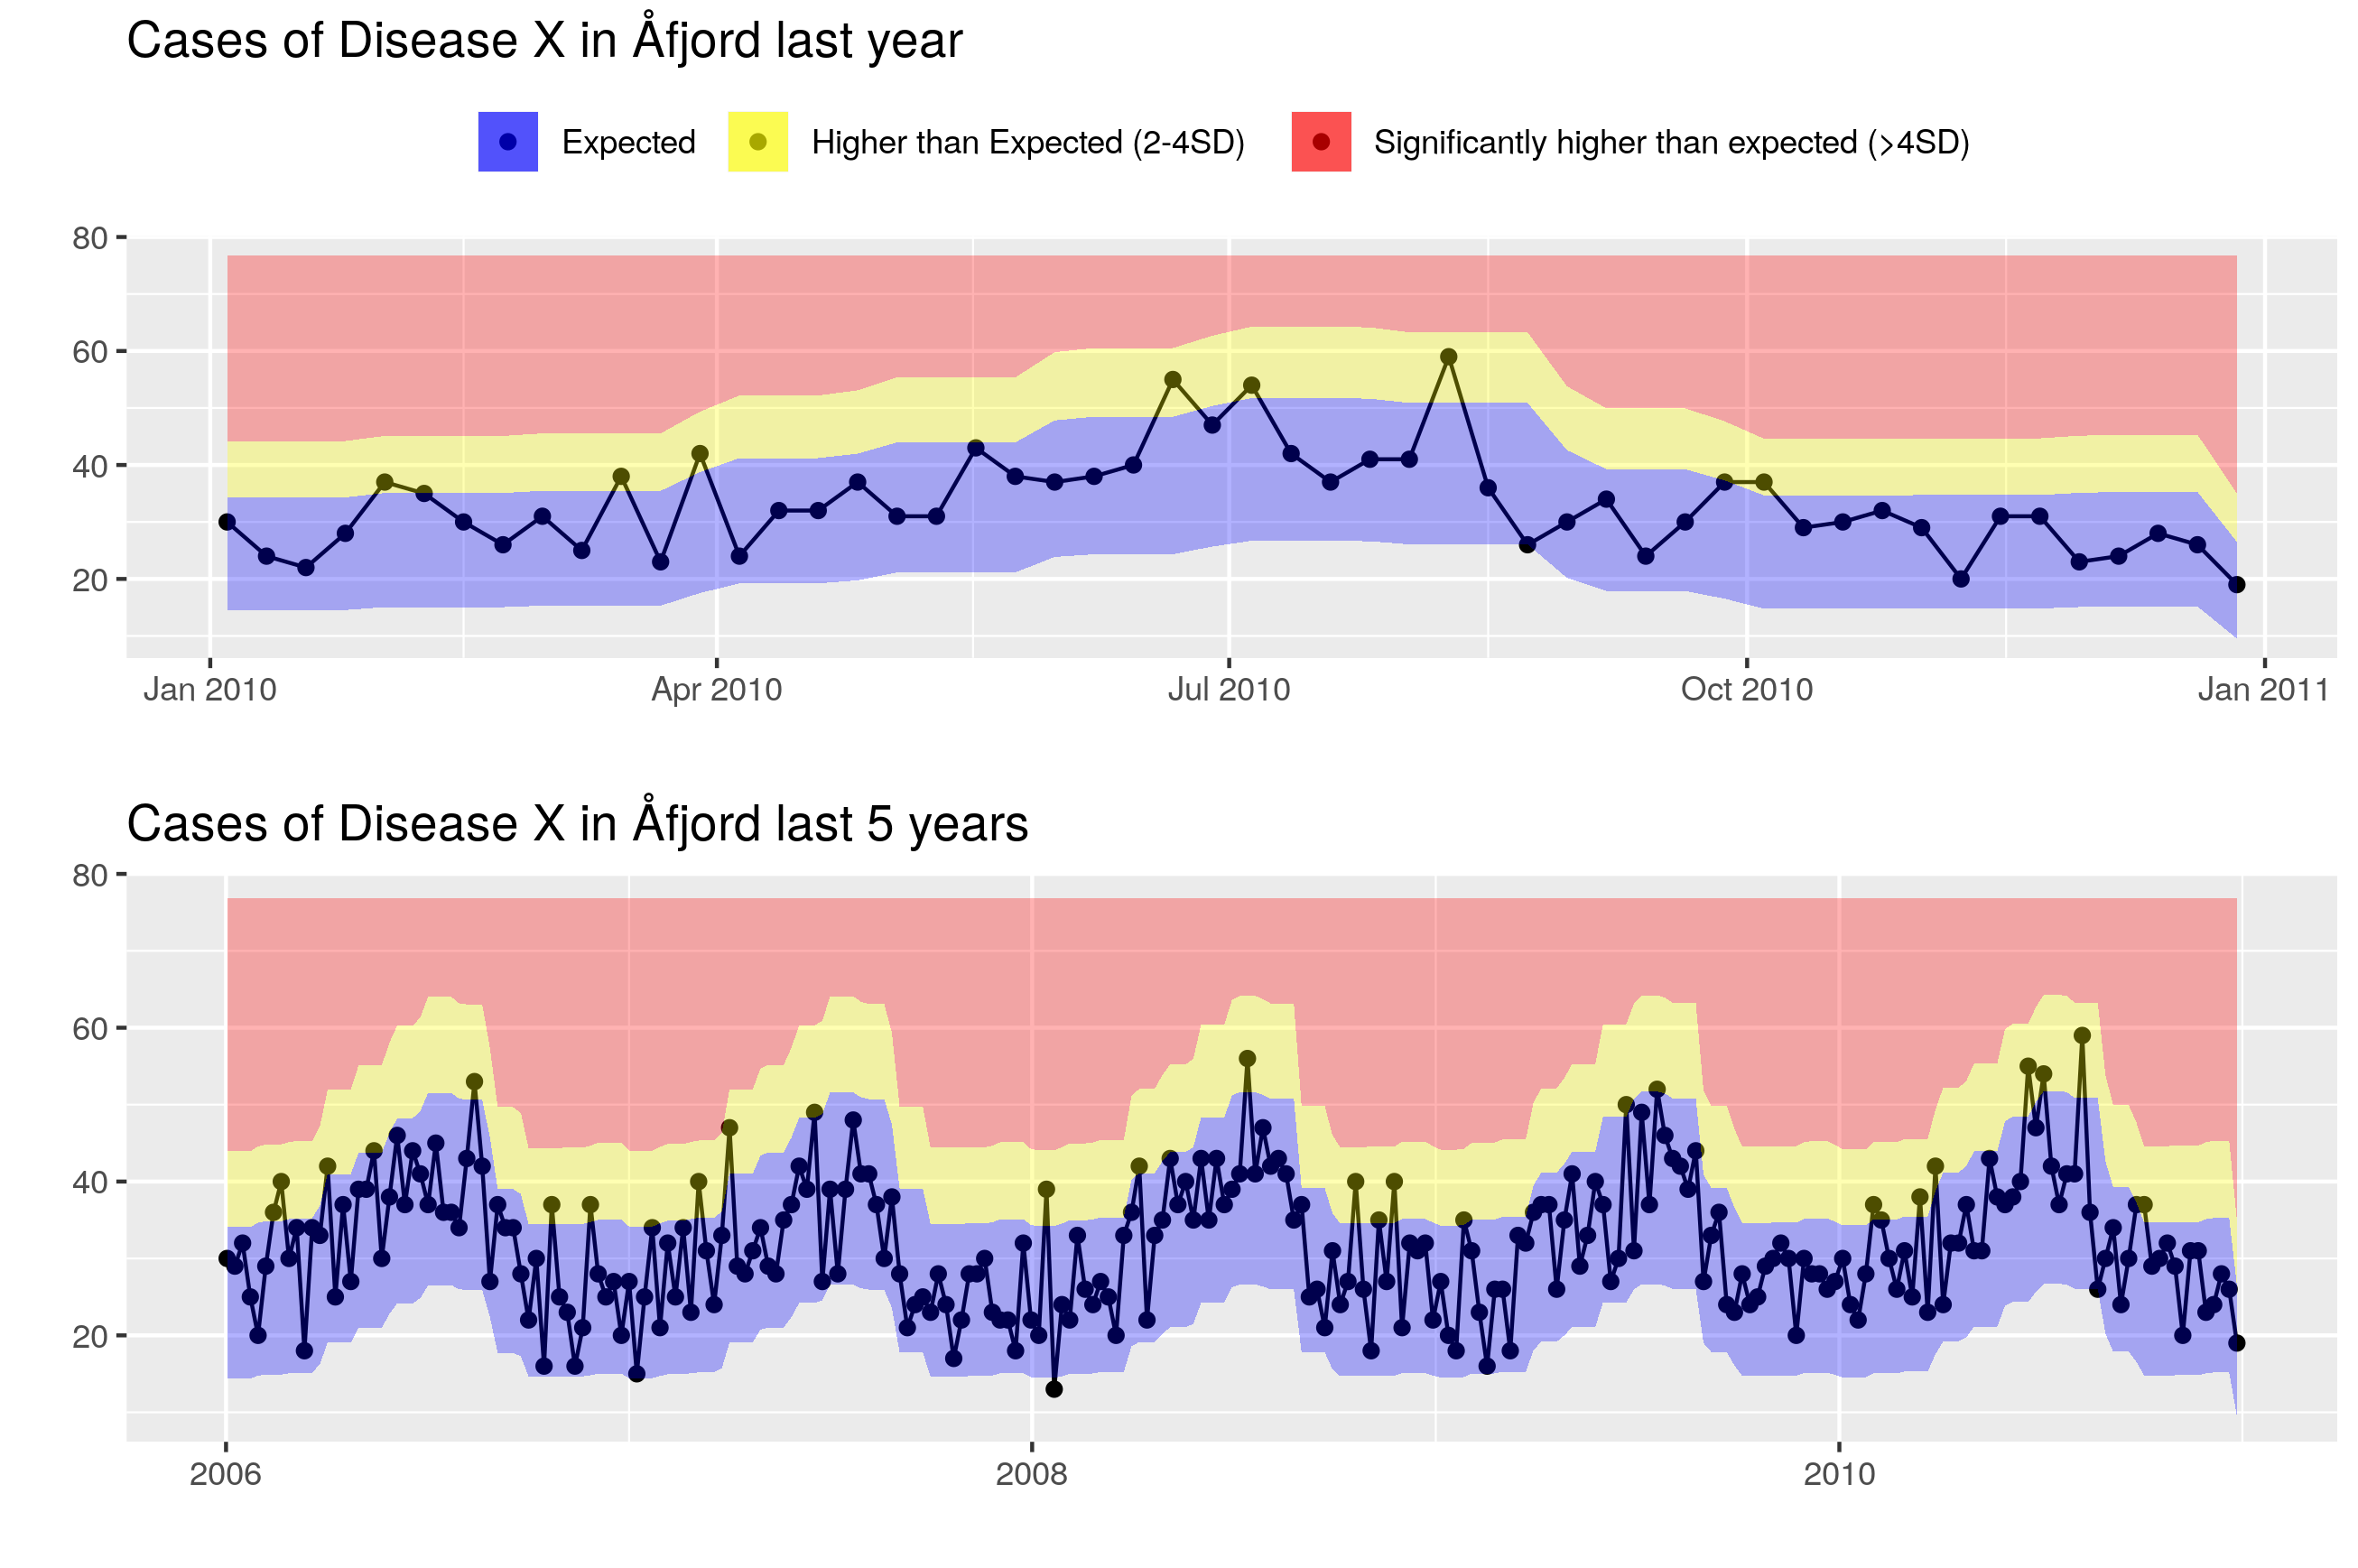 Cases of Disease X in Åfjord last year
Expected Higher than Expected (2-4SD) Significantly higher than expected (>4SD)
80
60
40
20
Jan 2010 Apr 2010 Jul 2010 Oct 2010 Jan 2011
Cases of Disease X in Åfjord last 5 years
80
60
40
20
2006 2008 2010